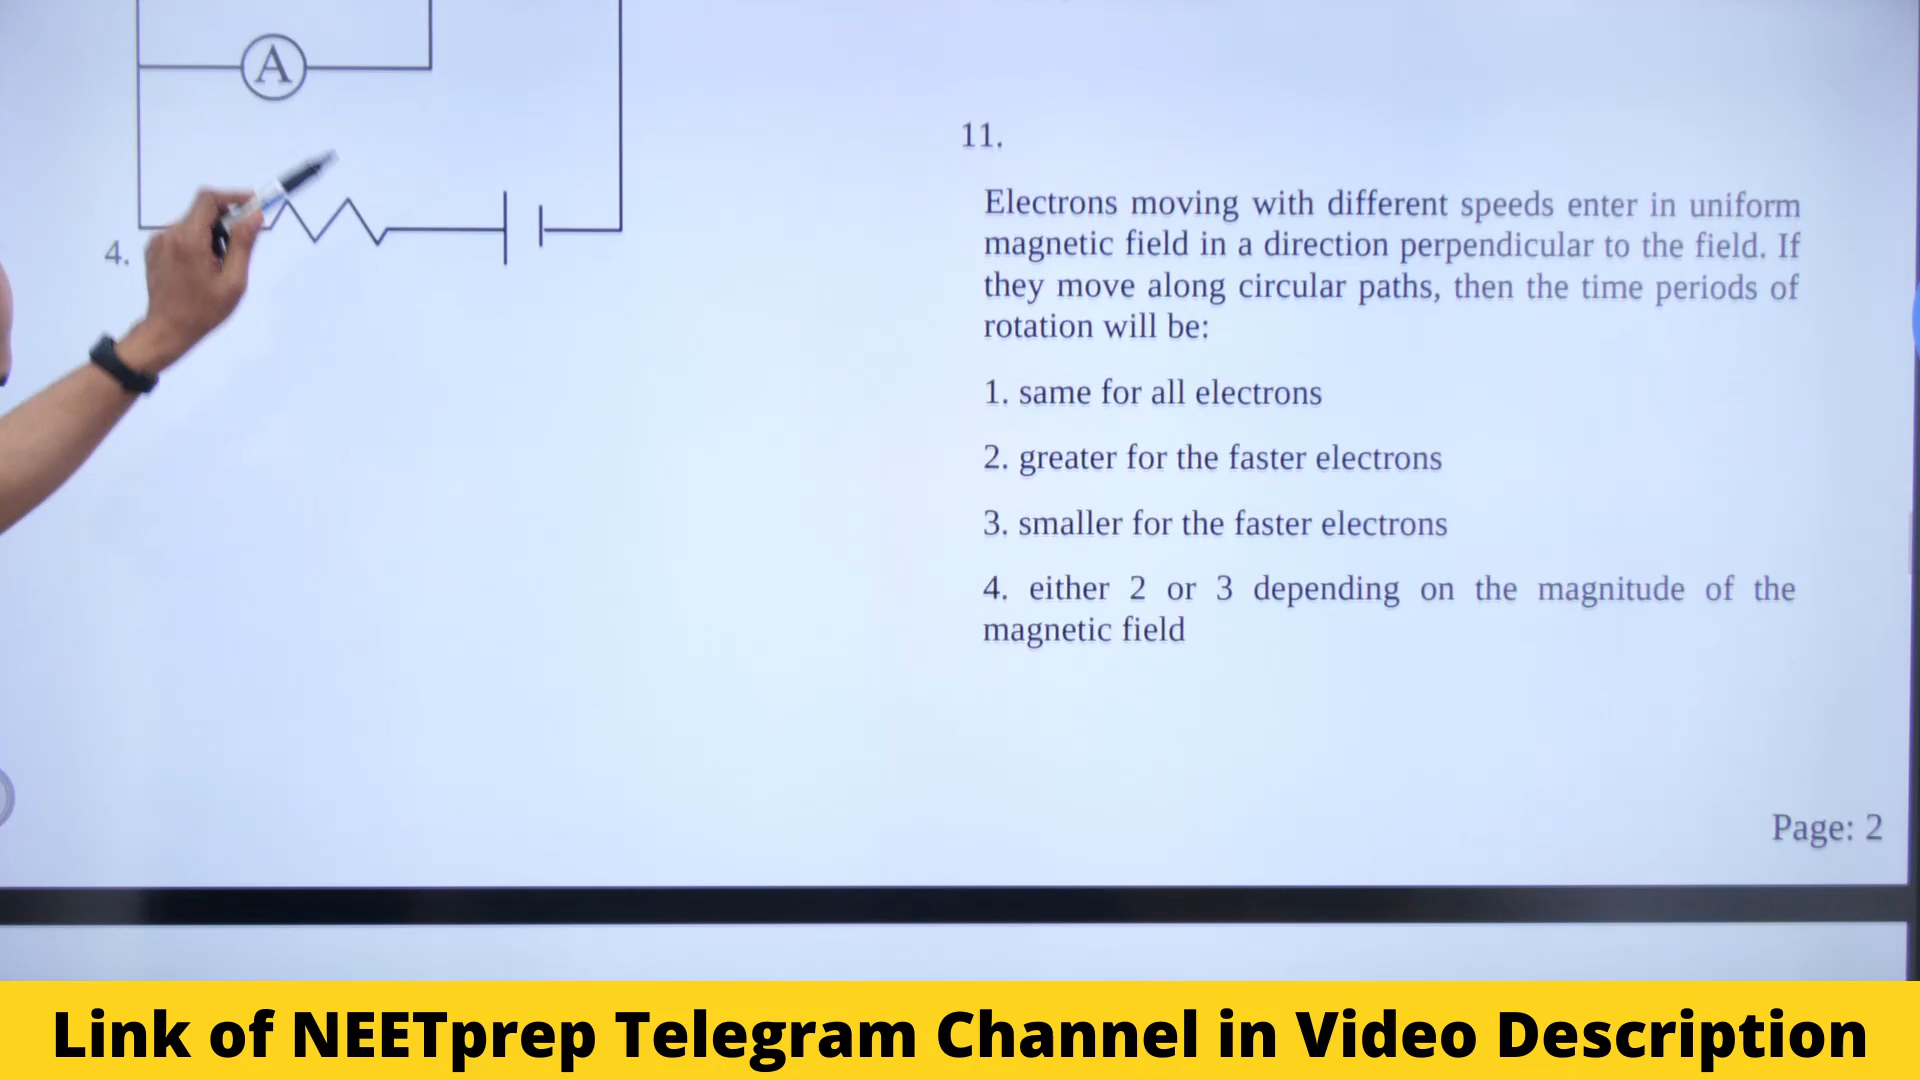 A
4.
11.
Electrons moving with different speeds enter in uniform
magnetic field in a direction perpendicular to the field. If
they move along circular paths, then the time periods of
rotation will be:
1. same for all electrons
2. greater for the faster electrons
3. smaller for the faster electrons
4. either 2 or 3 depending on the magnitude of the
magnetic field
Page: 2
Link of NEETprep Telegram Channel in Video Description